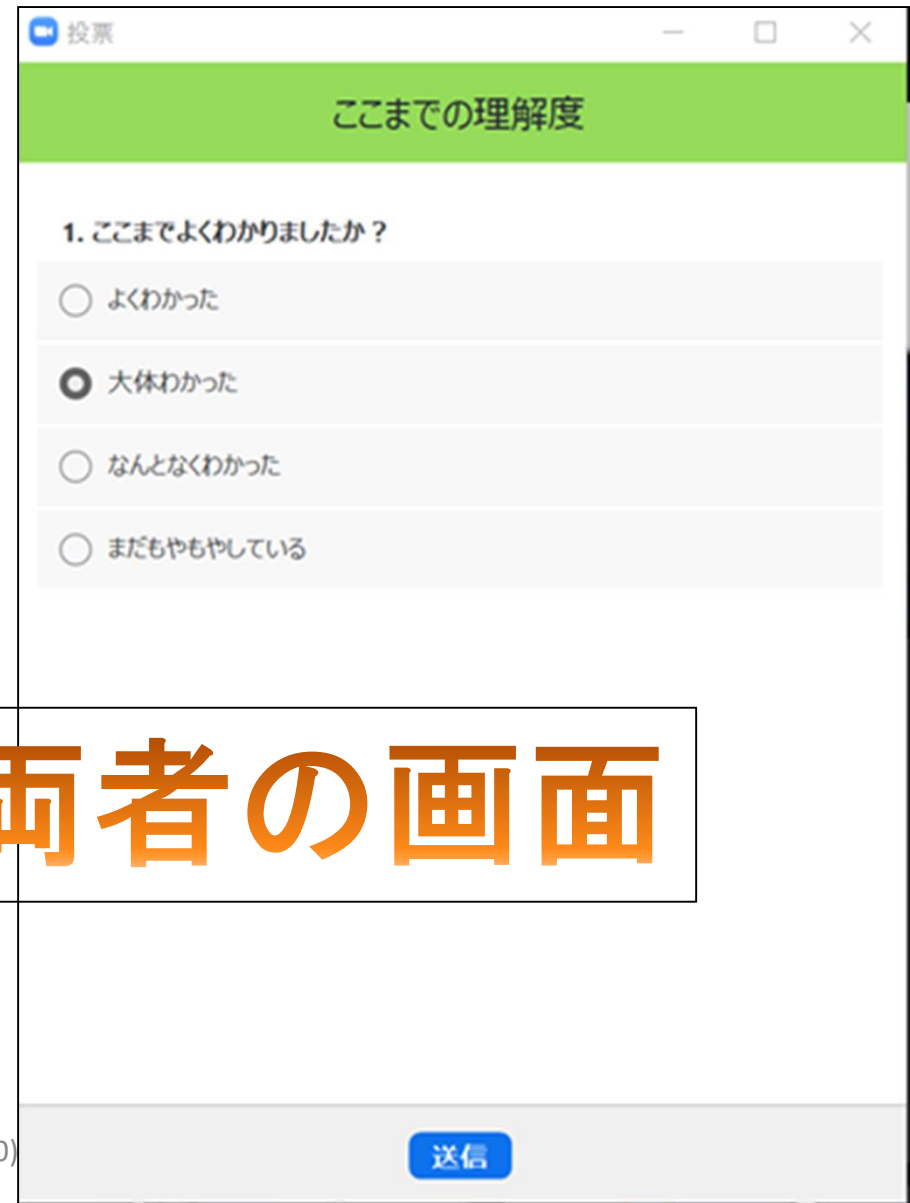 投票
ここまでの理解度
1. ここまでよくわかりましたか？
よくわかった
大体わかった
なんとなくわかった
まだもやもやしている
両者の画面
0)
送信